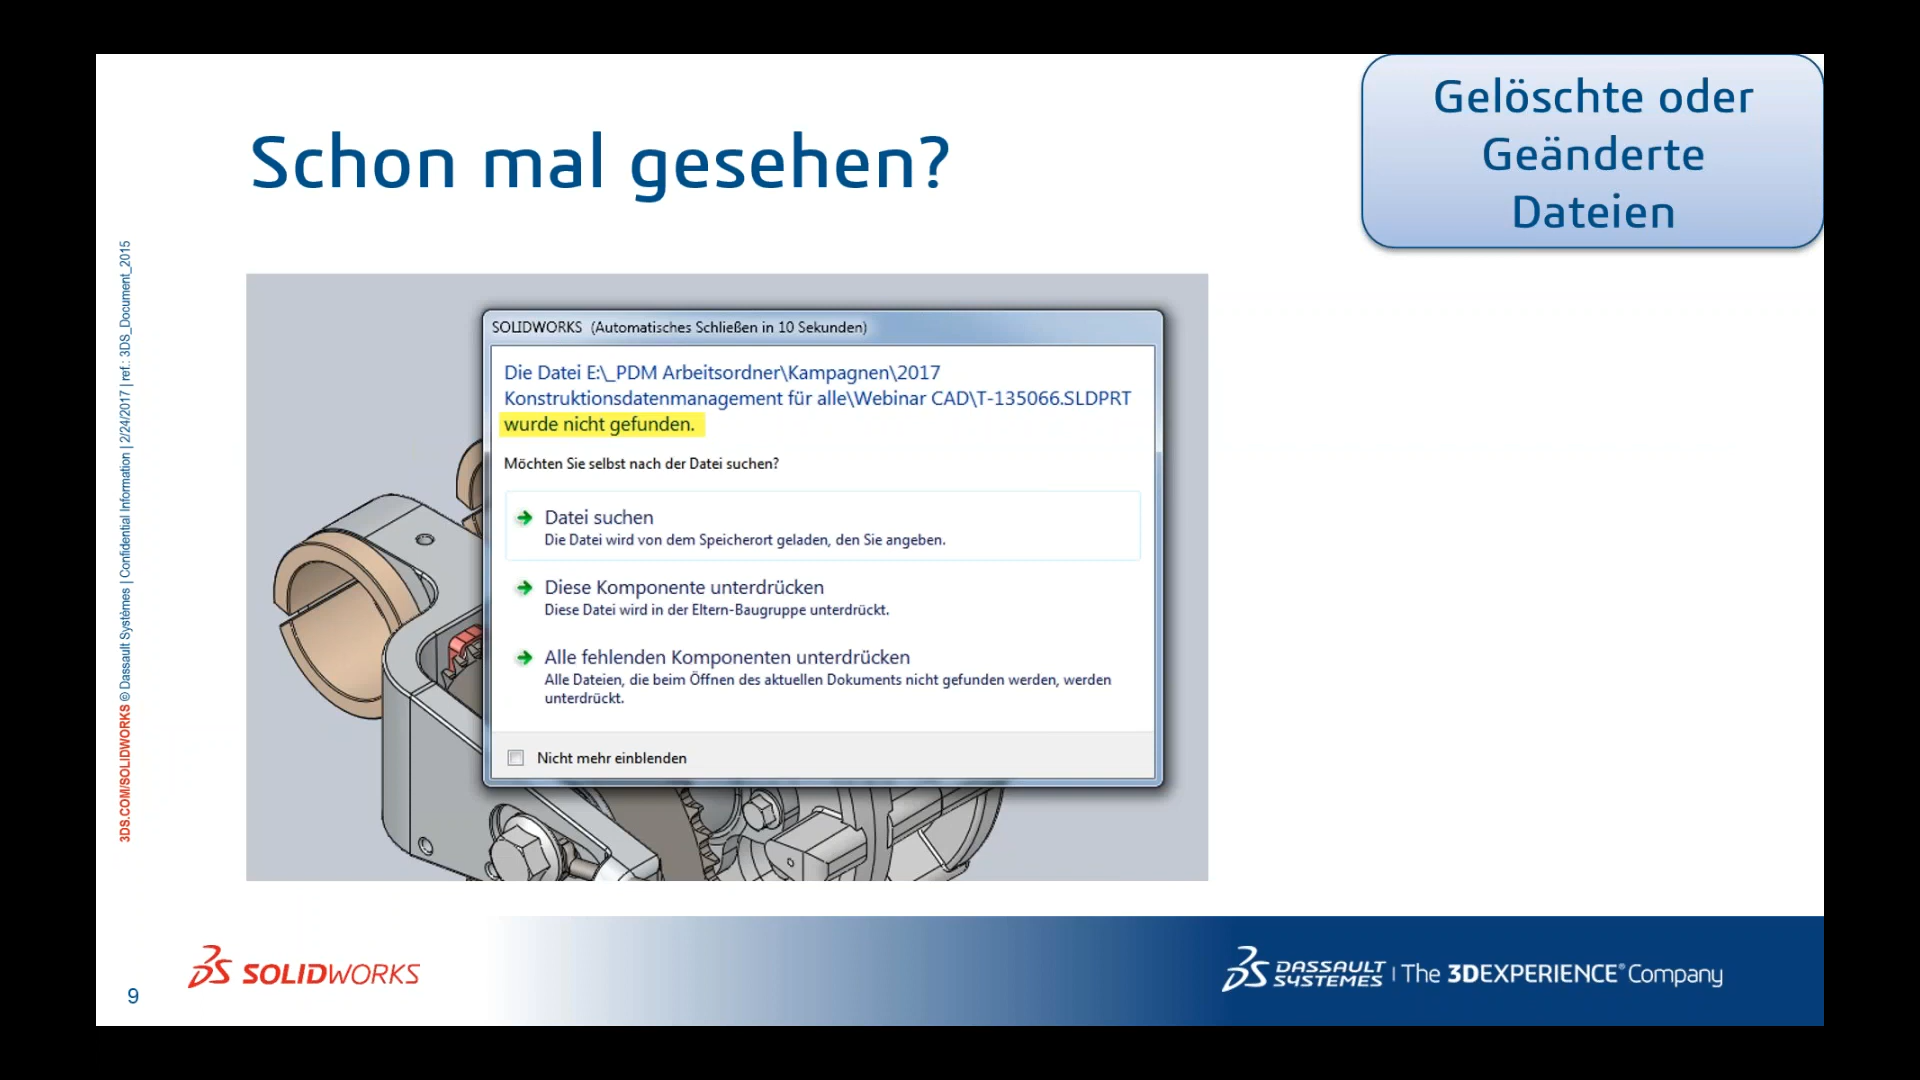 Gelöschte oder
Geänderte
Dateien
Schon mal gesehen?
3DS.COM/SOLIDWORKS © Dassault Systèmes | Confidential Information | 2/24/2017 | ref.: 3DS_Document_2015
SOLIDWORKS (Automatisches Schließen in 10 Sekunden)
Die Datei E:\_PDM Arbeitsordner\Kampagnen\2017
Konstruktionsdatenmanagement für alle\Webinar CAD\T-135066.SLDPRT
wurde nicht gefunden.
Möchten Sie selbst nach der Datei suchen?
Datei suchen
Die Datei wird von dem Speicherort geladen, den Sie angeben.
Diese Komponente unterdrücken
Diese Datei wird in der Eltern-Baugruppe unterdrückt.
Alle fehlenden Komponenten unterdrücken
Alle Dateien, die beim Öffnen des aktuellen Dokuments nicht gefunden werden, werden
unterdrückt.
Nicht mehr einblenden
SOLIDWORKS
DASSAULT
SYSTEMES | The 3DEXPERIENCE® Company
9